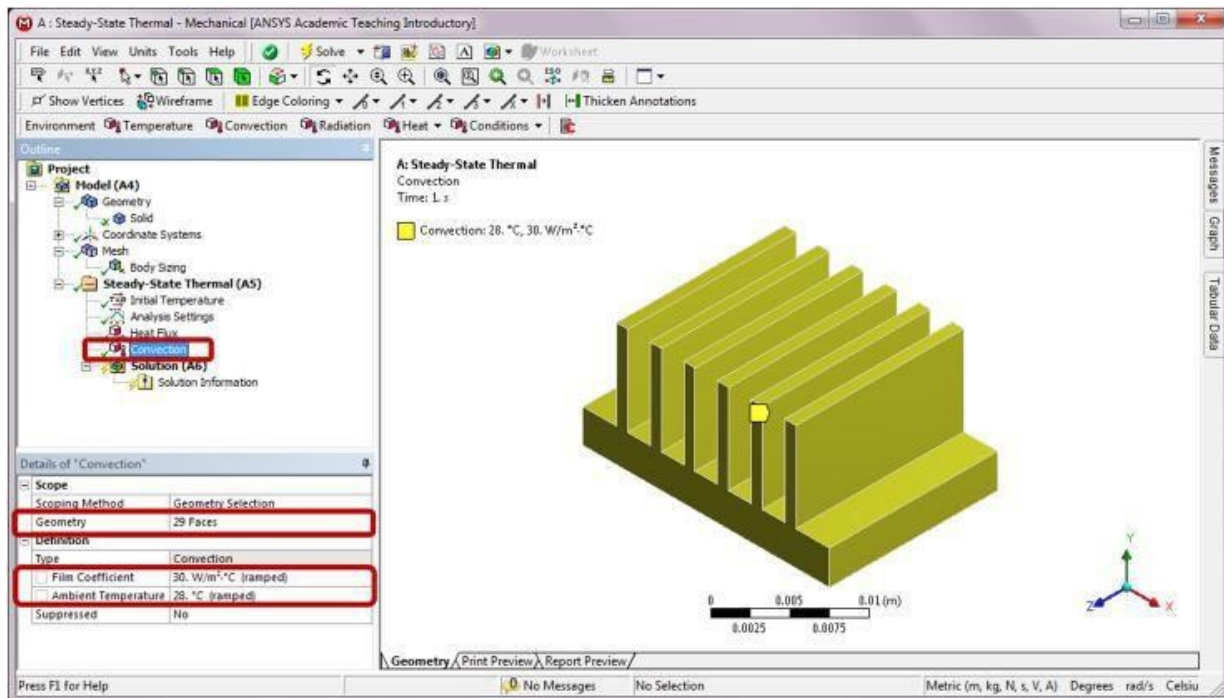 A : Steady-State Thermal - Mechanical [ANSYS Academic Teaching Introductory]
File Edit View Units Tools Help Solve Worksheet
Show Vertices Wireframe Edge Coloring Thicken Annotations
Environment Temperature Convection Radiation Heat Conditions
Outline
Project
Model (A4)
Geometry
Solid
Coordinate Systems
Mesh
Body Sizing
Steady-State Thermal (A5)
Initial Temperature
Analysis Settings
Heat Flux
Convection
Solution (A6)
Solution Information
Details of "Convection"
Scope
Scoping Method Geometry Selection
Geometry 29 Faces
Definition
Type Convection
Film Coefficient 30. W/m²·°C (ramped)
Ambient Temperature 28. °C (ramped)
Suppressed No
A: Steady-State Thermal
Convection
Time: 1. s
Convection: 28. °C, 30. W/m²·°C
0 0.005 0.01 (m)
0.0025 0.0075
Y
Z X
Geometry Print Preview Report Preview
Messages
Graph
Tabular Data
Press F1 for Help No Messages No Selection Metric (m, kg, N, s, V, A) Degrees rad/s Celsiu